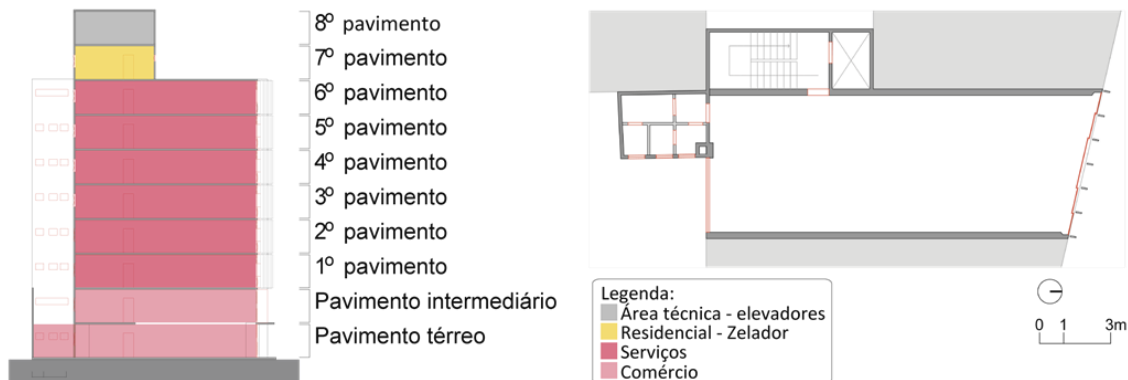 8º pavimento
7º pavimento
6º pavimento
5º pavimento
4º pavimento
3º pavimento
2º pavimento
1º pavimento
Pavimento intermediário
Pavimento térreo
Legenda:
Área técnica - elevadores
Residencial - Zelador
Serviços
Comércio
0 1 3m